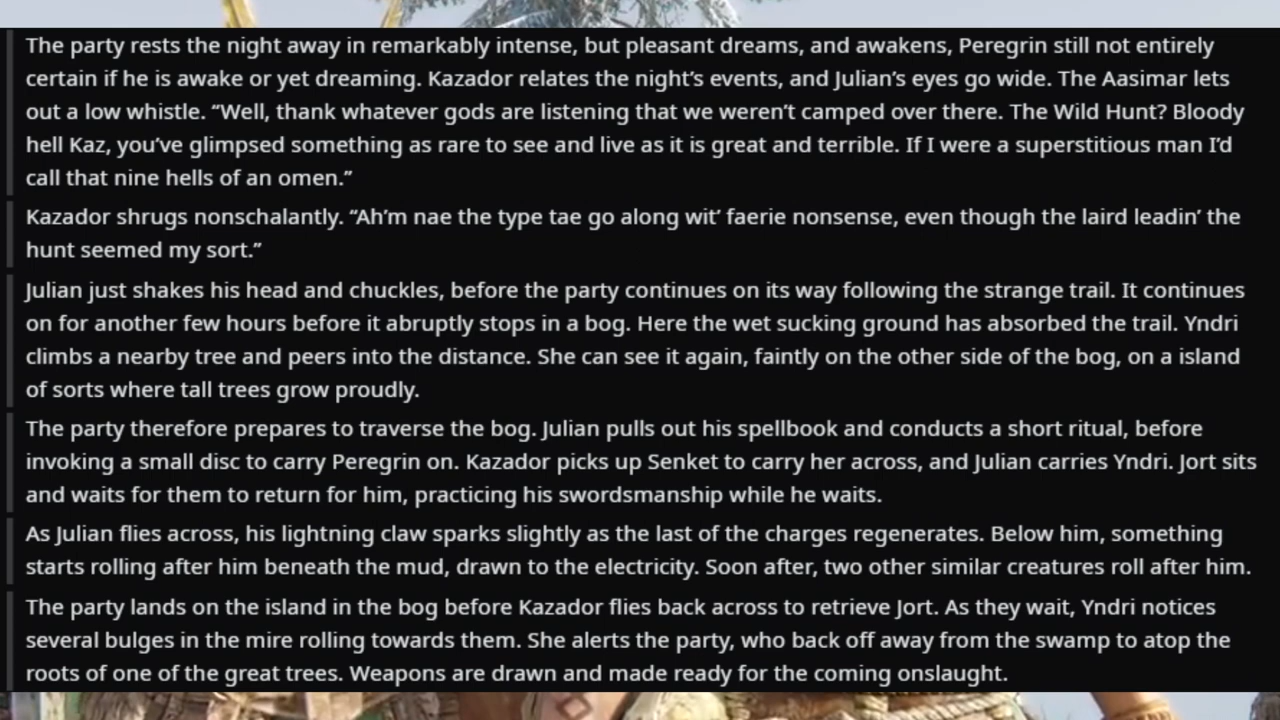 The party rests the night away in remarkably intense, but pleasant dreams, and awakens, Peregrin still not entirely
certain if he is awake or yet dreaming. Kazador relates the night’s events, and Julian’s eyes go wide. The Aasimar lets
out a low whistle. “Well, thank whatever gods are listening that we weren’t camped over there. The Wild Hunt? Bloody
hell Kaz, you’ve glimpsed something as rare to see and live as it is great and terrible. If I were a superstitious man I’d
call that nine hells of an omen.”
Kazador shrugs nonschalantly. “Ah’m nae the type tae go along wit’ faerie nonsense, even though the laird leadin’ the
hunt seemed my sort.”
Julian just shakes his head and chuckles, before the party continues on its way following the strange trail. It continues
on for another few hours before it abruptly stops in a bog. Here the wet sucking ground has absorbed the trail. Yndri
climbs a nearby tree and peers into the distance. She can see it again, faintly on the other side of the bog, on a island
of sorts where tall trees grow proudly.
The party therefore prepares to traverse the bog. Julian pulls out his spellbook and conducts a short ritual, before
invoking a small disc to carry Peregrin on. Kazador picks up Senket to carry her across, and Julian carries Yndri. Jort sits
and waits for them to return for him, practicing his swordsmanship while he waits.
As Julian flies across, his lightning claw sparks slightly as the last of the charges regenerates. Below him, something
starts rolling after him beneath the mud, drawn to the electricity. Soon after, two other similar creatures roll after him.
The party lands on the island in the bog before Kazador flies back across to retrieve Jort. As they wait, Yndri notices
several bulges in the mire rolling towards them. She alerts the party, who back off away from the swamp to atop the
roots of one of the great trees. Weapons are drawn and made ready for the coming onslaught.